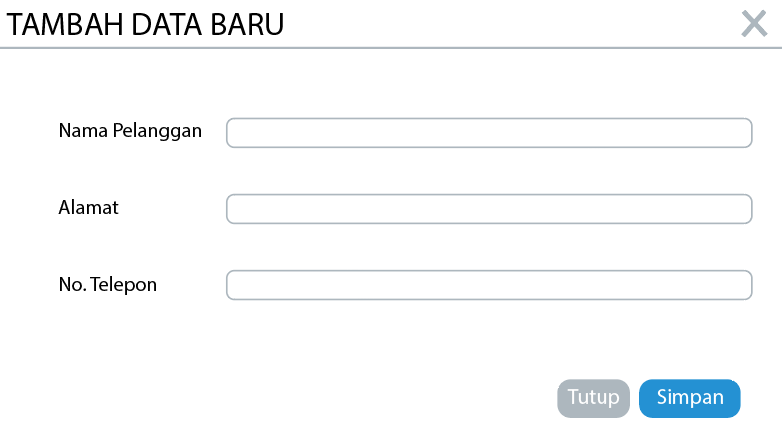 TAMBAH DATA BARU
Nama Pelanggan
Alamat
No. Telepon
Tutup Simpan